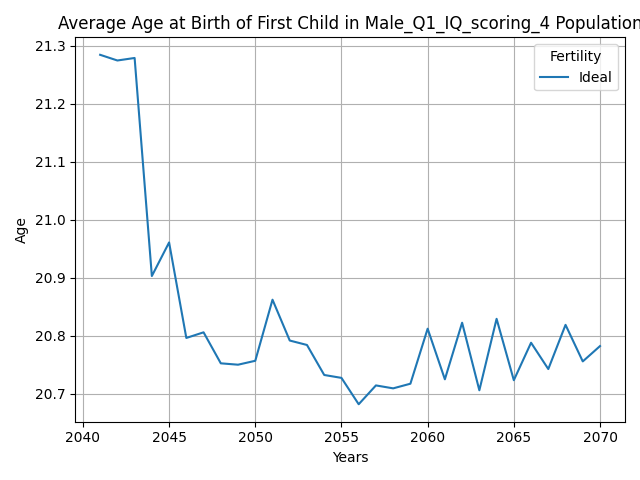 Average Age at Birth of First Child in Male_Q1_IQ_scoring_4 Population
Fertility
Ideal
Age
21.3
21.2
21.1
21.0
20.9
20.8
20.7
2040 2045 2050 2055 2060 2065 2070
Years